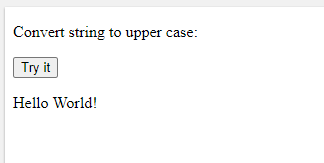 Convert string to upper case:
Try it
Hello World!